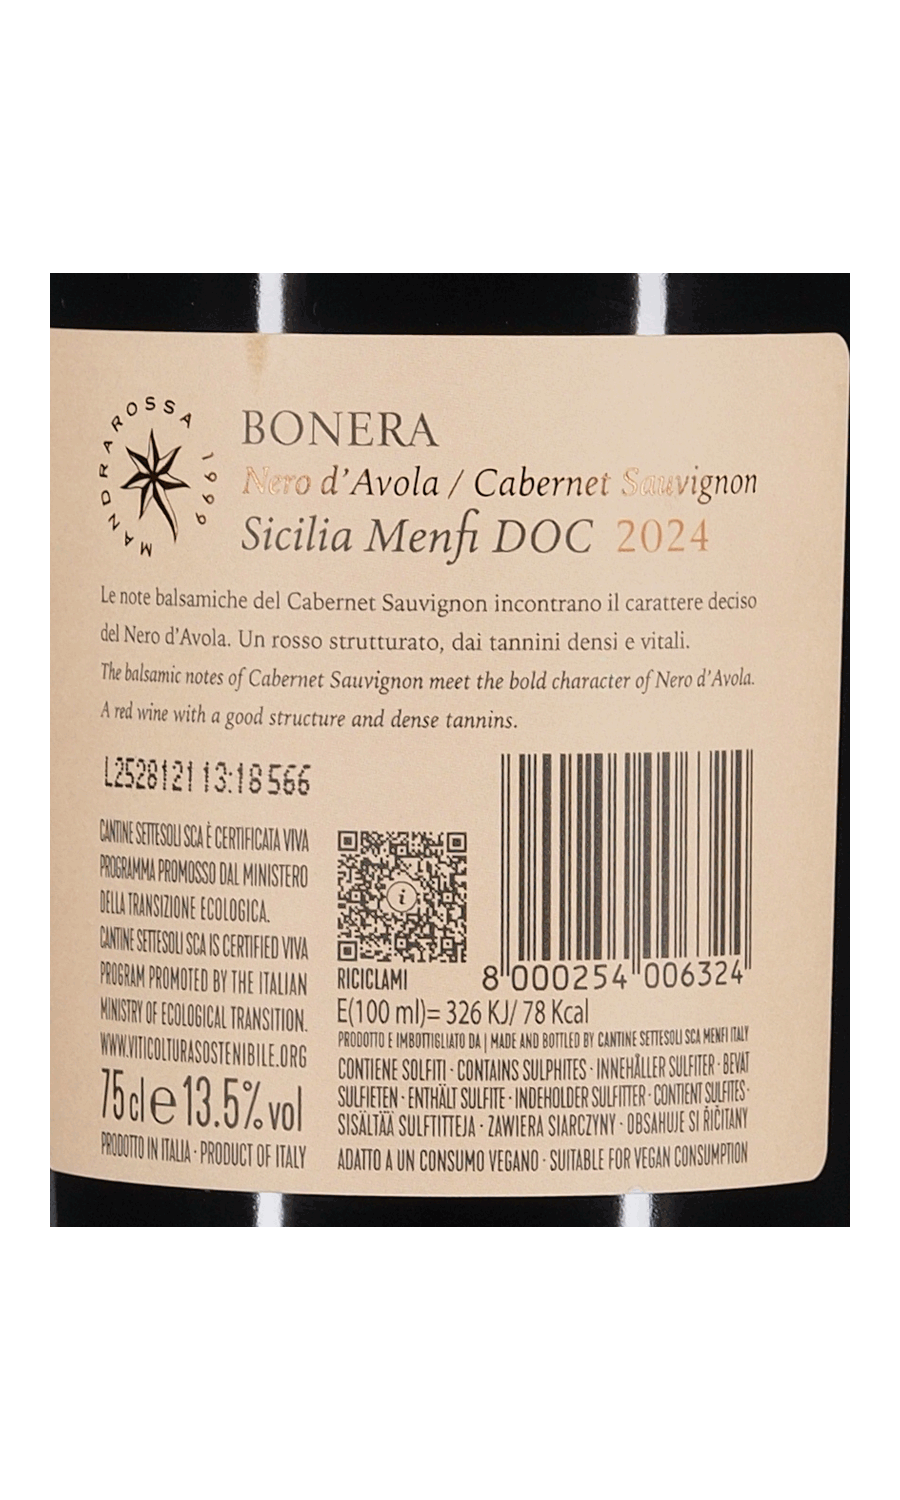 MANDRAROSSA 1999
BONERA
Nero d'Avola / Cabernet Sauvignon
Sicilia Menfi DOC 2024
Le note balsamiche del Cabernet Sauvignon incontrano il carattere deciso
del Nero d'Avola. Un rosso strutturato, dai tannini densi e vitali.
The balsamic notes of Cabernet Sauvignon meet the bold character of Nero d'Avola.
A red wine with a good structure and dense tannins.
L2528121 13:18 566
CANTINE SETTESOLI SCA È CERTIFICATA VIVA
PROGRAMMA PROMOSSO DAL MINISTERO
DELLA TRANSIZIONE ECOLOGICA.
CANTINE SETTESOLI SCA IS CERTIFIED VIVA
PROGRAM PROMOTED BY THE ITALIAN
MINISTRY OF ECOLOGICAL TRANSITION.
WWW.VITICOLTURASOSTENIBILE.ORG
75 cl e 13.5% vol
PRODOTTO IN ITALIA · PRODUCT OF ITALY
i
RICICLAMI
8 000254 006324
E(100 ml)= 326 KJ/ 78 Kcal
PRODOTTO E IMBOTTIGLIATO DA | MADE AND BOTTLED BY CANTINE SETTESOLI SCA MENFI ITALY
CONTIENE SOLFITI · CONTAINS SULPHITES · INNEHÅLLER SULFITER · BEVAT
SULFIETEN · ENTHÄLT SULFITE · INDEHOLDER SULFITTER · CONTIENT SULFITES ·
SISÄLTÄÄ SULFTITTEJA · ZAWIERA SIARCZYNY · OBSAHUJE SI ŘIČITANY
ADATTO A UN CONSUMO VEGANO · SUITABLE FOR VEGAN CONSUMPTION